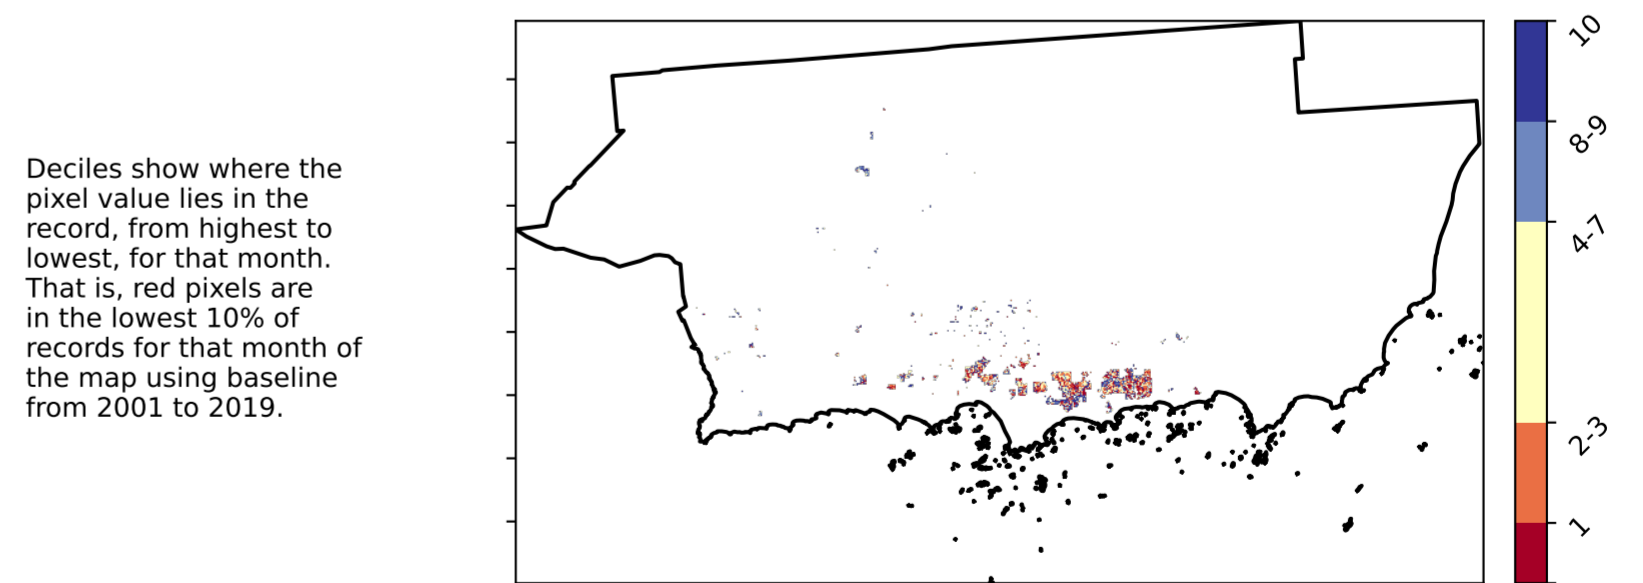 Deciles show where the
pixel value lies in the
record, from highest to
lowest, for that month.
That is, red pixels are
in the lowest 10% of
records for that month of
the map using baseline
from 2001 to 2019.
10
8-9
4-7
2-3
1